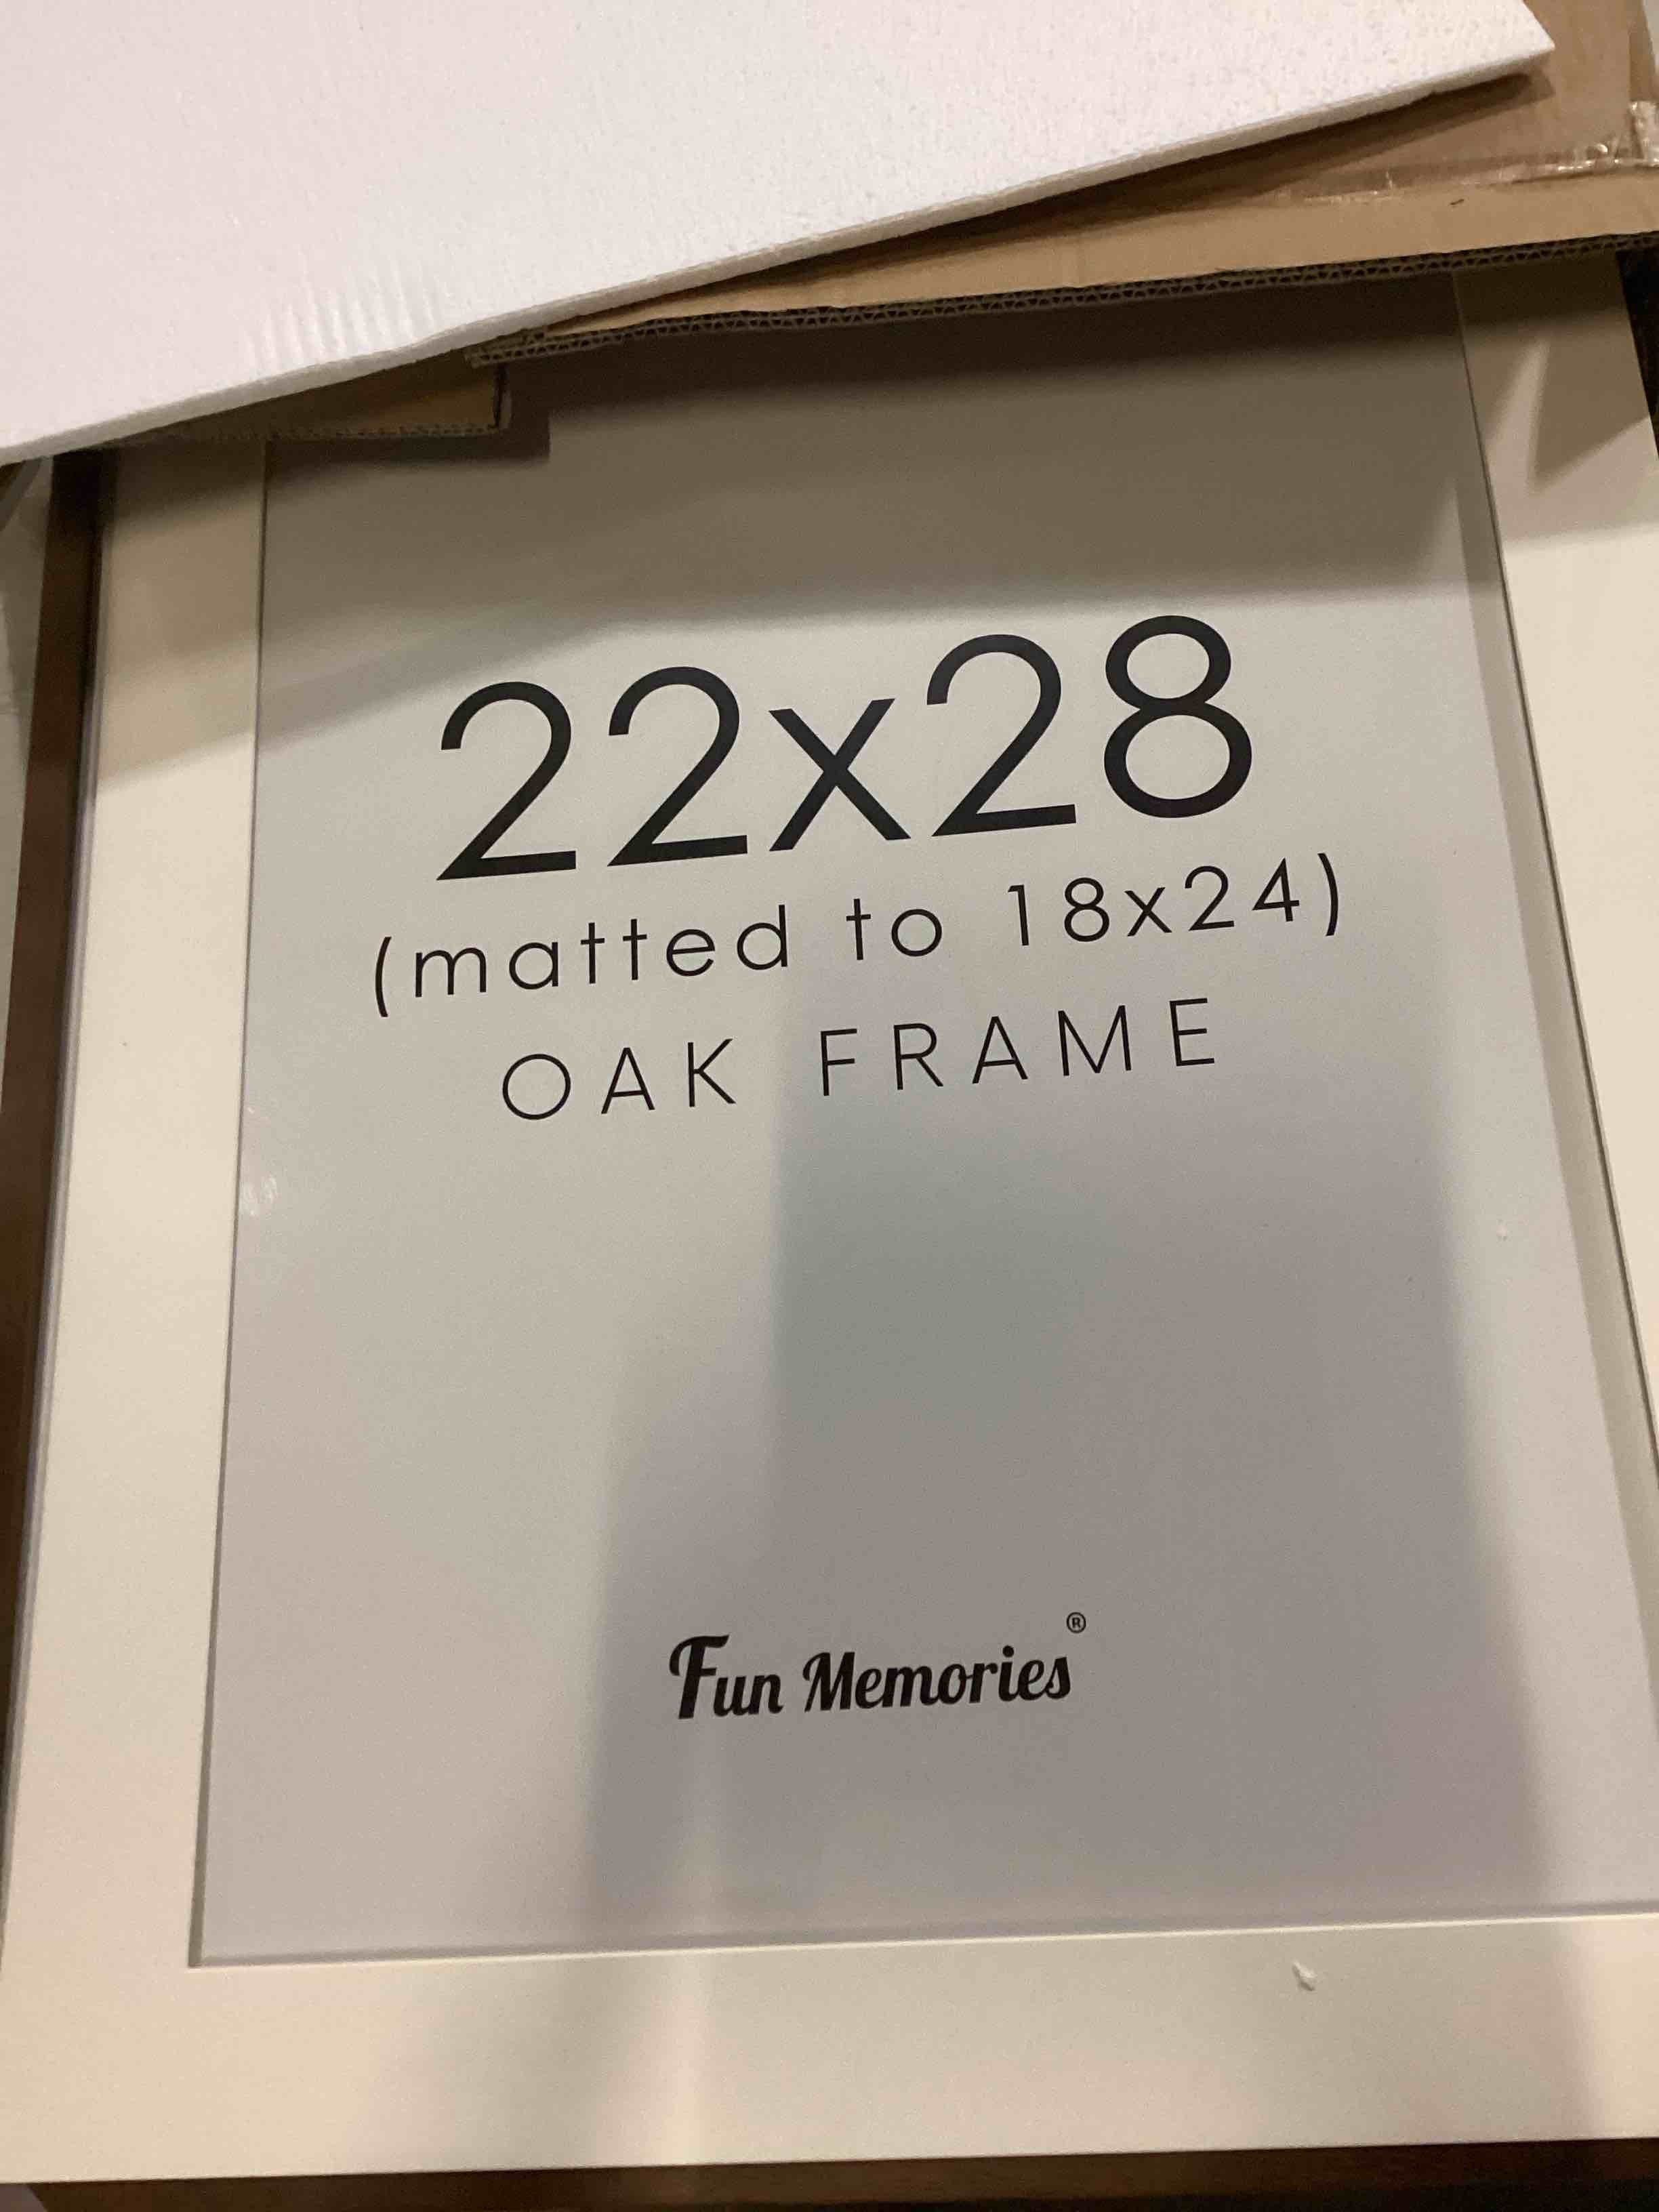 22x28
(matted to 18x24)
OAK FRAME
Fun Memories®